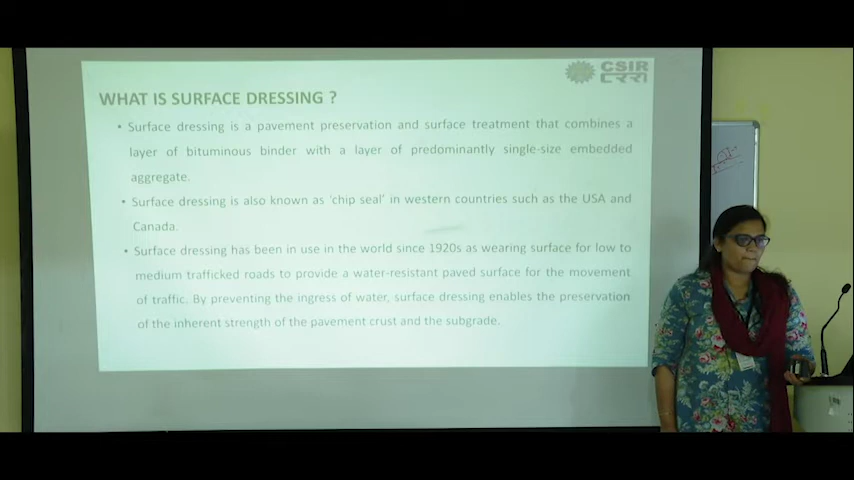 CSIR
WHAT IS SURFACE DRESSING ?
• Surface dressing is a pavement preservation and surface treatment that combines a
layer of bituminous binder with a layer of predominantly single-size embedded
aggregate.
• Surface dressing is also known as 'chip seal' in western countries such as the USA and
Canada.
• Surface dressing has been in use in the world since 1920s as wearing surface for low to
medium trafficked roads to provide a water-resistant paved surface for the movement
of traffic. By preventing the ingress of water, surface dressing enables the preservation
of the inherent strength of the pavement crust and the subgrade.